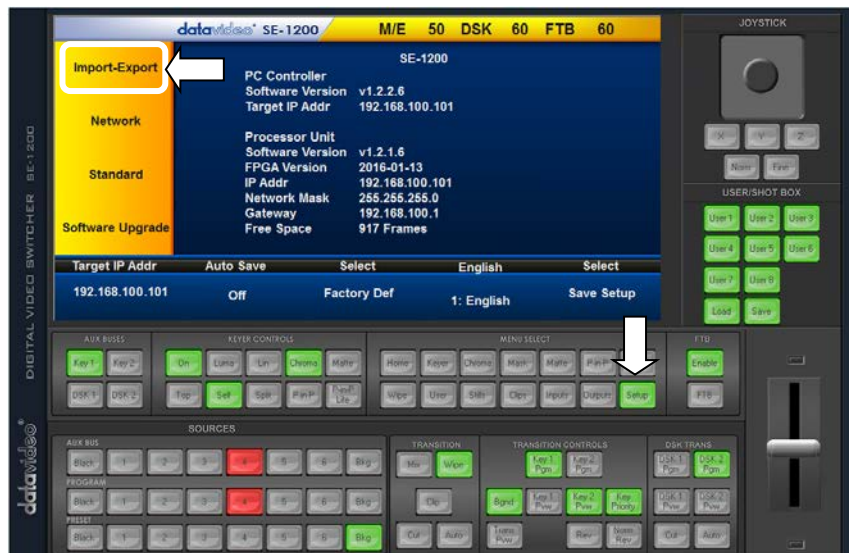 datavideo SE-1200 M/E 50 DSK 60 FTB 60
Import-Export
Network
Standard
Software Upgrade
SE-1200
PC Controller
Software Version v1.2.2.6
Target IP Addr 192.168.100.101
Processor Unit
Software Version v1.2.1.6
FPGA Version 2016-01-13
IP Addr 192.168.100.101
Network Mask 255.255.255.0
Gateway 192.168.100.1
Free Space 917 Frames
Target IP Addr Auto Save Select English Select
192.168.100.101 Off Factory Def 1: English Save Setup
JOYSTICK
X Y Z
Norm Fine
USER/SHOT BOX
User 1 User 2 User 3
User 4 User 5 User 6
User 7 User 8
Load Save
DIGITAL VIDEO SWITCHER SE-1200
datavideo
AUX BUSES KEYER CONTROLS MENU SELECT FTB
Key 1 Key 2 On Luma Lin Chroma Matte Home Keyer Chroma Mask Matte P-in-P Enable
DSK 1 DSK 2 Top Self Split P-in-P P-in-P Life Wipe User Stills Clips Inputs Outputs Setup FTB
SOURCES
AUX BUS
Black 1 2 3 4 5 6 Bkg
PROGRAM
Black 1 2 3 4 5 6 Bkg
PRESET
Black 1 2 3 4 5 6 Bkg
TRANSITION
Mix Wipe
Clip
Cut Auto
TRANSITION CONTROLS
Key 1 Pgm Key 2 Pgm
Bgnd Key 1 Pvw Key 2 Pvw Key Priority
Trans Pvw Rev Norm Rev
DSK TRANS
DSK 1 Pgm DSK 2 Pgm
DSK 1 Pvw DSK 2 Pvw
Cut Auto